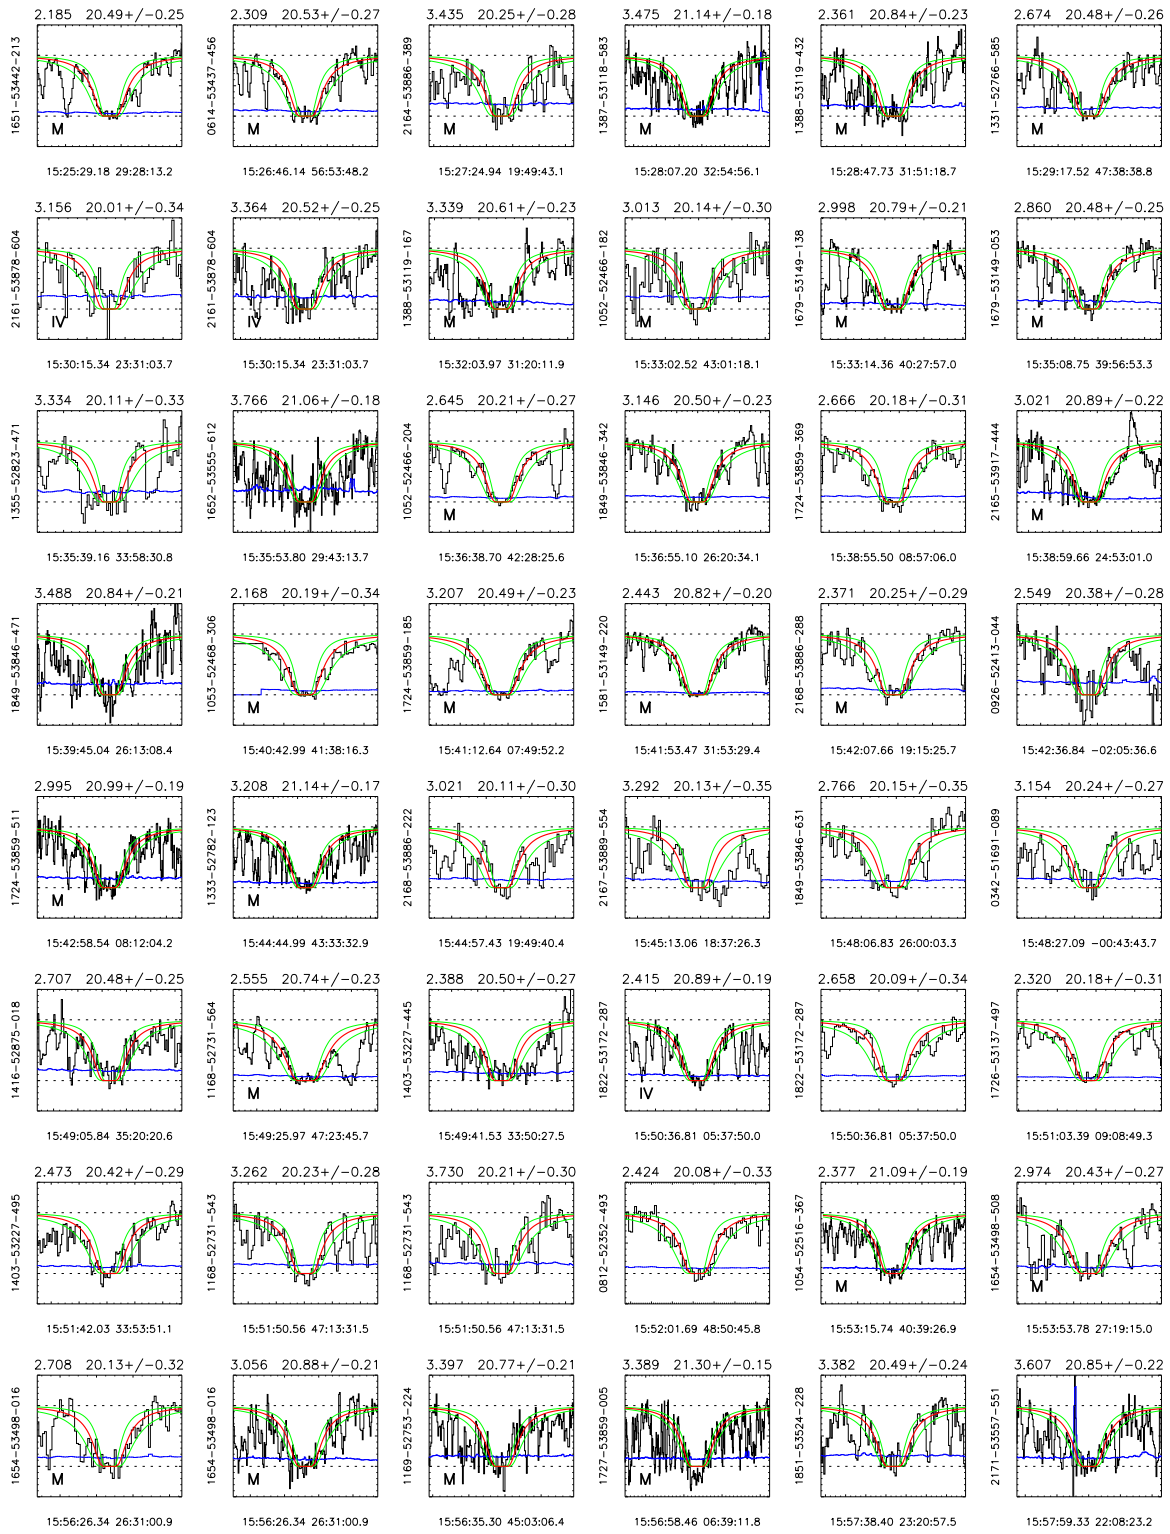 2.185 20.49+/-0.25 2.309 20.53+/-0.27 3.435 20.25+/-0.28 3.475 21.14+/-0.18 2.361 20.84+/-0.23 2.674 20.48+/-0.26
1651-53442-213 0614-53437-456 2164-53886-389 1387-53118-583 1388-53119-432 1331-52766-585
M M M M M M
15:25:29.18 29:28:13.2 15:26:46.14 56:53:48.2 15:27:24.94 19:49:43.1 15:28:07.20 32:54:56.1 15:28:47.73 31:51:18.7 15:29:17.52 47:38:38.8
3.156 20.01+/-0.34 3.364 20.52+/-0.25 3.339 20.61+/-0.23 3.013 20.14+/-0.30 2.998 20.79+/-0.21 2.860 20.48+/-0.25
2161-53878-604 2161-53878-604 1388-53119-167 1052-52466-182 1679-53149-138 1679-53149-053
IV IV M M M M
15:30:15.34 23:31:03.7 15:30:15.34 23:31:03.7 15:32:03.97 31:20:11.9 15:33:02.52 43:01:18.1 15:33:14.36 40:27:57.0 15:35:08.75 39:56:53.3
3.334 20.11+/-0.33 3.766 21.06+/-0.18 2.645 20.21+/-0.27 3.146 20.50+/-0.23 2.666 20.18+/-0.31 3.021 20.89+/-0.22
1355-52823-471 1652-53555-612 1052-52466-204 1849-53846-342 1724-53859-369 2165-53917-444
M
15:35:39.16 33:58:30.8 15:35:53.80 29:43:13.7 15:36:38.70 42:28:25.6 15:36:55.10 26:20:34.1 15:38:55.50 08:57:06.0 15:38:59.66 24:53:01.0
3.488 20.84+/-0.21 2.168 20.19+/-0.34 3.207 20.49+/-0.23 2.443 20.82+/-0.20 2.371 20.25+/-0.29 2.549 20.38+/-0.28
1849-53846-471 1053-52468-306 1724-53859-185 1581-53149-220 2168-53886-288 0926-52413-044
M M M
15:39:45.04 26:13:08.4 15:40:42.99 41:38:16.3 15:41:12.64 07:49:52.2 15:41:53.47 31:53:29.4 15:42:07.66 19:15:25.7 15:42:36.84 -02:05:36.6
2.995 20.99+/-0.19 3.208 21.14+/-0.17 3.021 20.11+/-0.30 3.292 20.13+/-0.35 2.766 20.15+/-0.35 3.154 20.24+/-0.27
1724-53859-511 1333-52782-123 2168-53886-222 2167-53889-554 1849-53846-631 0342-51691-089
M
15:42:58.54 08:12:04.2 15:44:44.99 43:33:32.9 15:44:57.43 19:49:40.4 15:45:13.06 18:37:26.3 15:48:06.83 26:00:03.3 15:48:27.09 -00:43:43.7
2.707 20.48+/-0.25 2.555 20.74+/-0.23 2.388 20.50+/-0.27 2.415 20.89+/-0.19 2.658 20.09+/-0.34 2.320 20.18+/-0.31
1416-52875-018 1168-52731-564 1403-53227-445 1822-53172-287 1822-53172-287 1726-53137-497
M IV
15:49:05.84 35:20:20.6 15:49:25.97 47:23:45.7 15:49:41.53 33:50:27.5 15:50:36.81 05:37:50.0 15:50:36.81 05:37:50.0 15:51:03.39 09:08:49.3
2.473 20.42+/-0.29 3.262 20.23+/-0.28 3.730 20.21+/-0.30 2.424 20.08+/-0.33 2.377 21.09+/-0.19 2.974 20.43+/-0.27
1403-53227-495 1168-52731-543 1168-52731-543 0812-52352-493 1054-52516-367 1654-53498-508
M M
15:51:42.03 33:53:51.1 15:51:50.56 47:13:31.5 15:51:50.56 47:13:31.5 15:52:01.69 48:50:45.8 15:53:15.74 40:39:26.9 15:53:53.78 27:19:15.0
2.708 20.13+/-0.32 3.056 20.88+/-0.21 3.397 20.77+/-0.21 3.389 21.30+/-0.15 3.382 20.49+/-0.24 3.607 20.85+/-0.22
1654-53498-016 1654-53498-016 1169-52753-224 1727-53859-005 1851-53524-228 2171-53557-551
M M M M
15:56:26.34 26:31:00.9 15:56:26.34 26:31:00.9 15:56:35.30 45:03:06.4 15:56:58.46 06:39:11.8 15:57:38.40 23:20:57.5 15:57:59.33 22:08:23.2